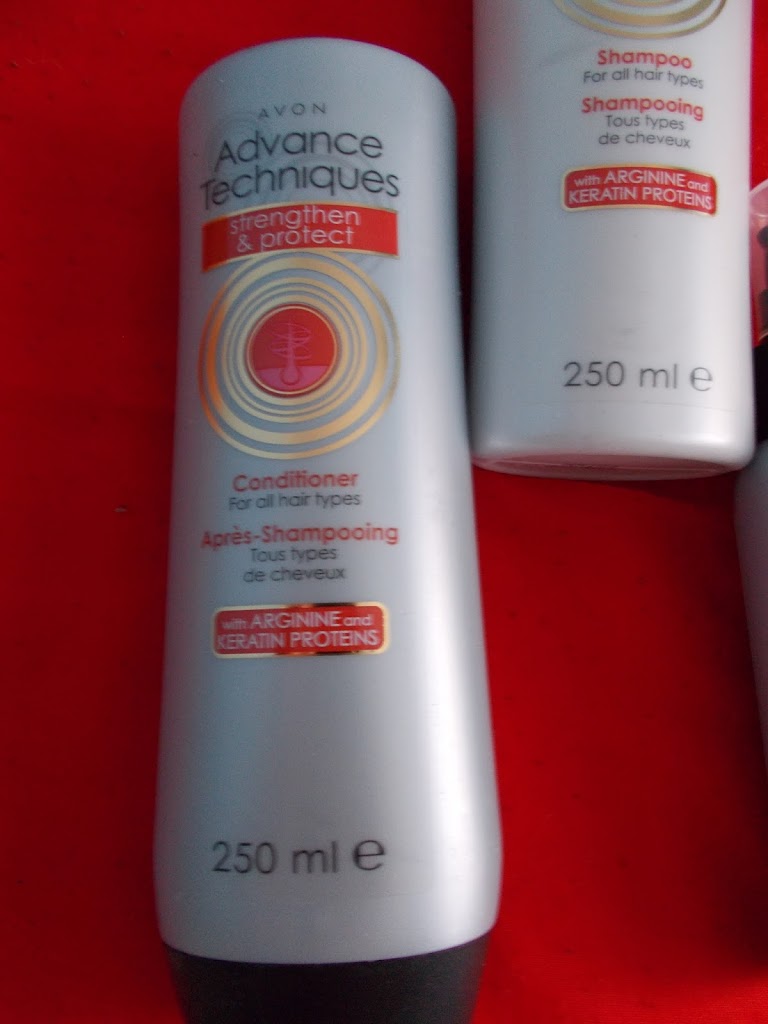 AVON
Advance
Techniques
strengthen
& protect
Conditioner
For all hair types
Après-Shampooing
Tous types
de cheveux
with ARGININE and
KERATIN PROTEINS
250 ml e
Shampoo
For all hair types
Shampooing
Tous types
de cheveux
with ARGININE and
KERATIN PROTEINS
250 ml e